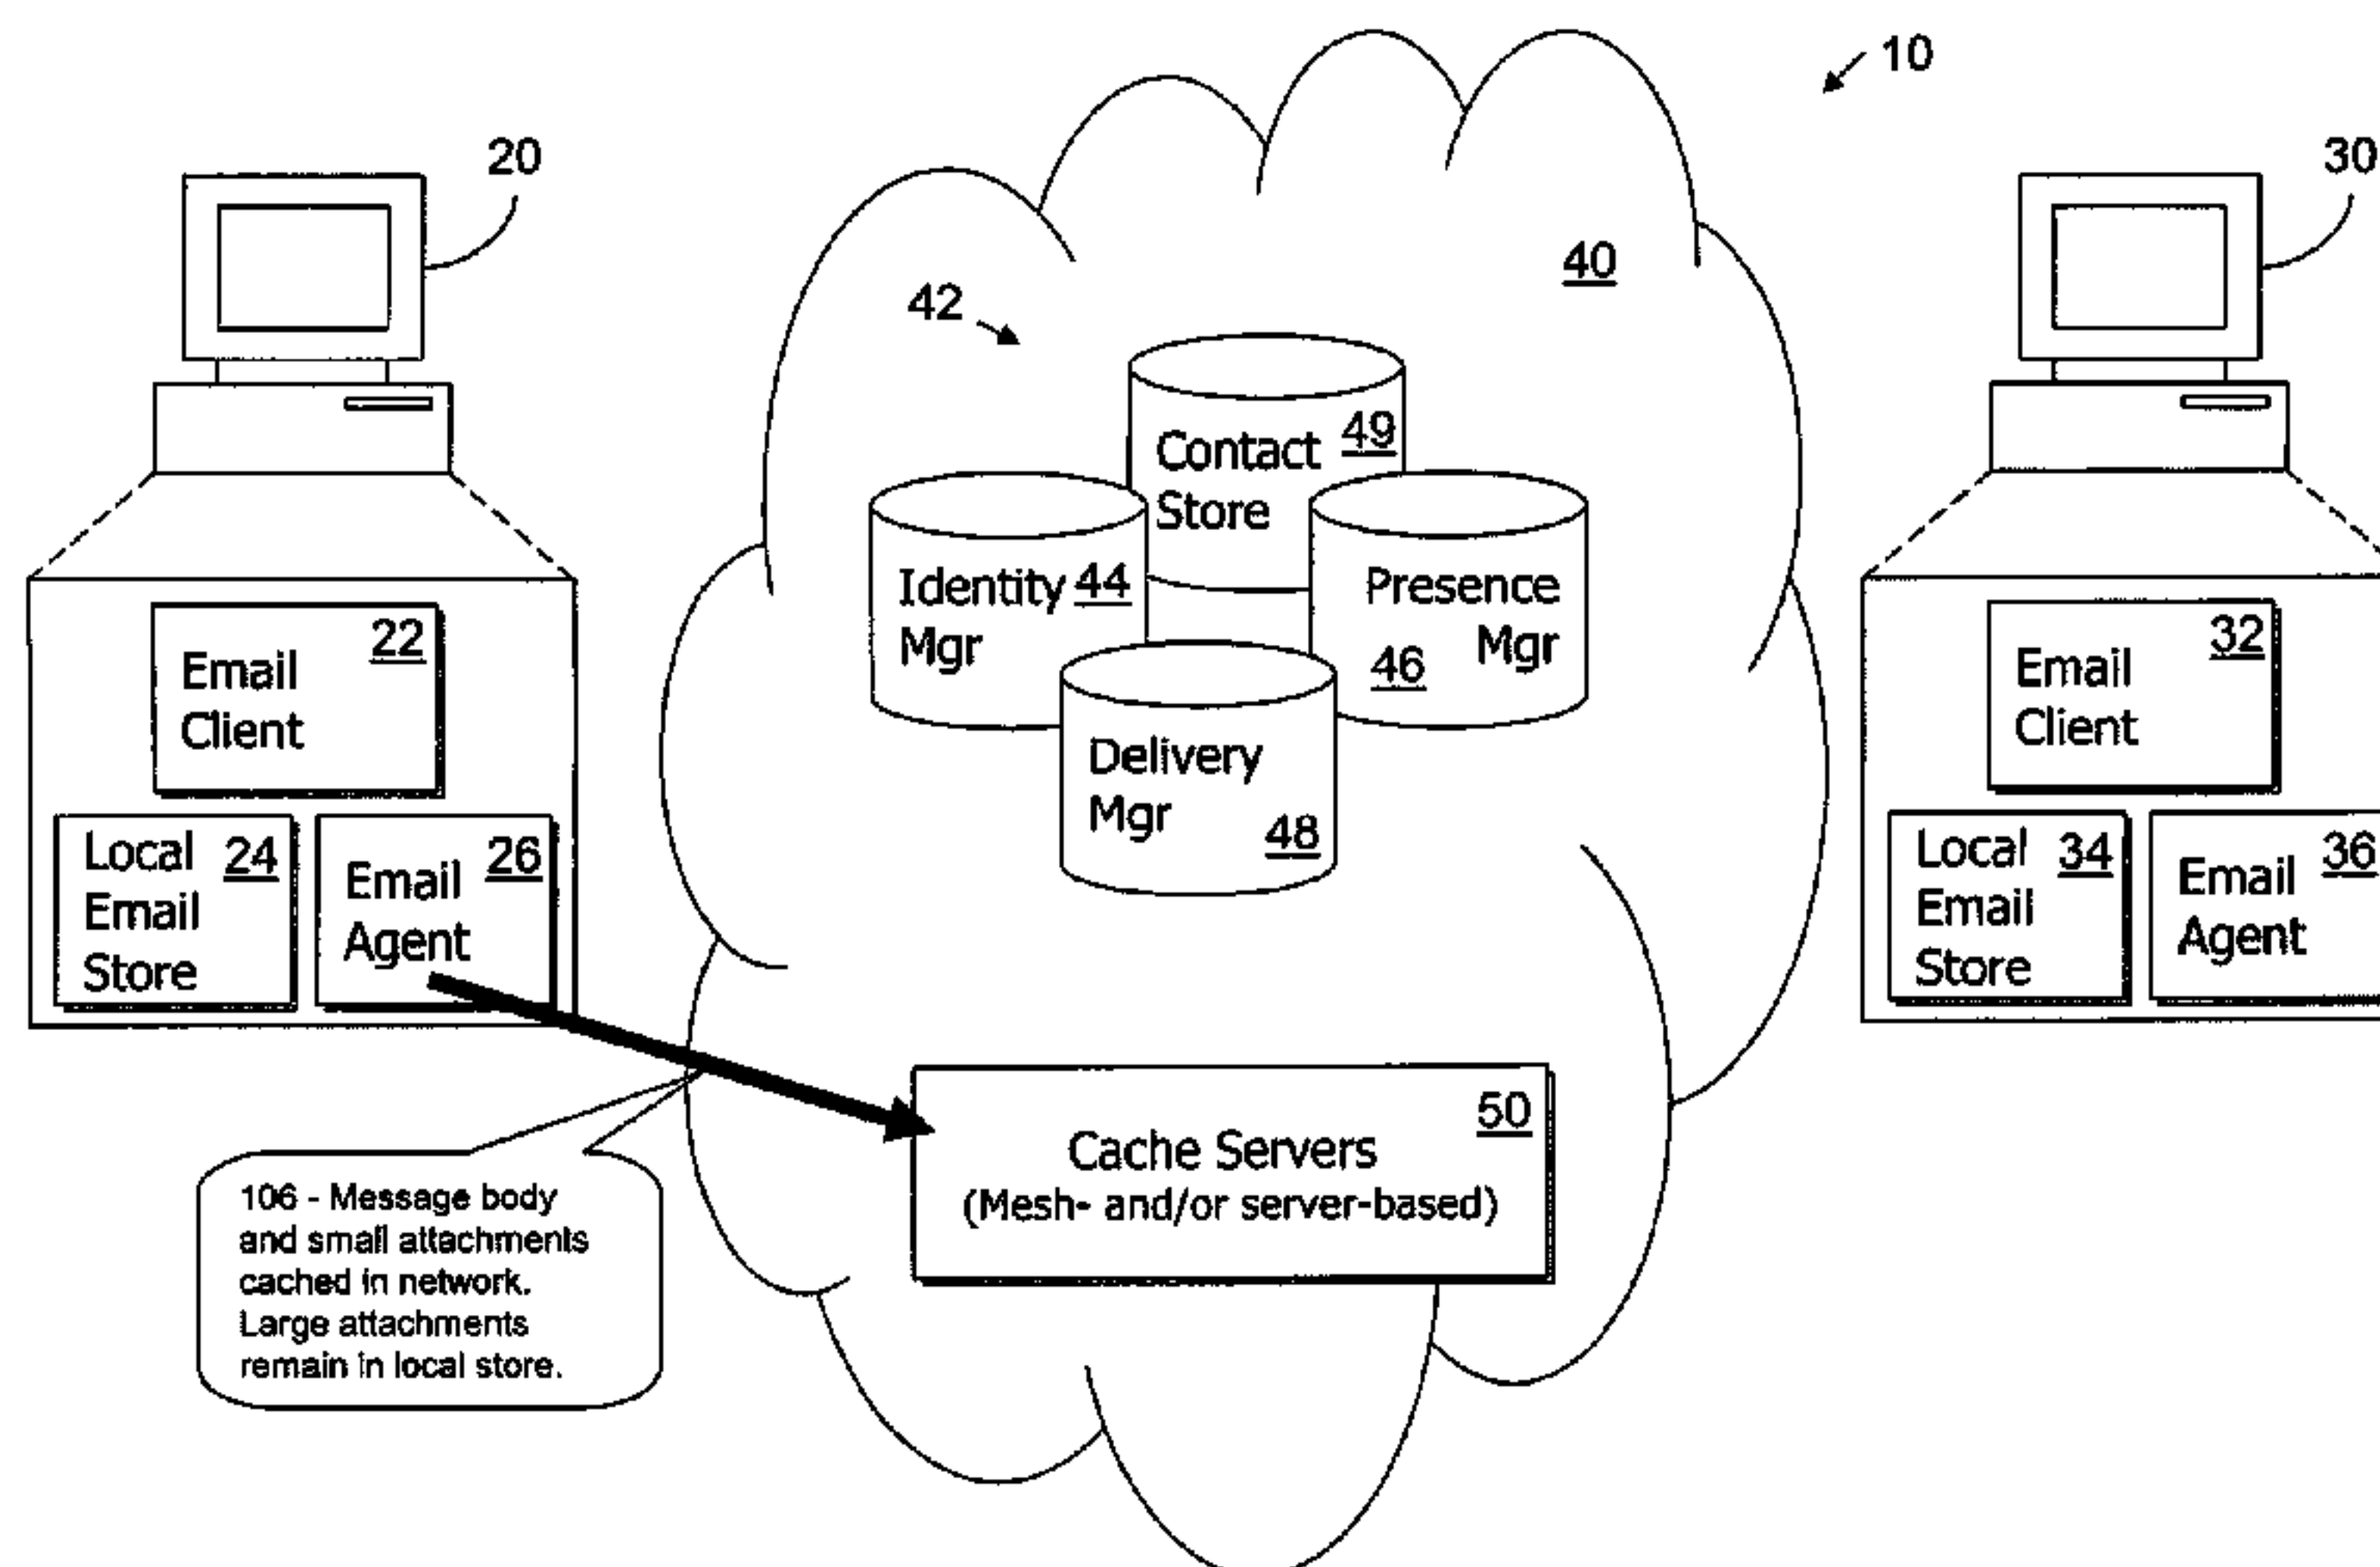 10
20
30
40
42
Contact 49
Store
Identity 44
Mgr
Presence
Mgr
46
Delivery
Mgr
48
22
Email
Client
Local 24
Email
Store
26
Email
Agent
32
Email
Client
Local 34
Email
Store
36
Email
Agent
50
Cache Servers
(Mesh- and/or server-based)
106 - Message body
and small attachments
cached in network.
Large attachments
remain in local store.